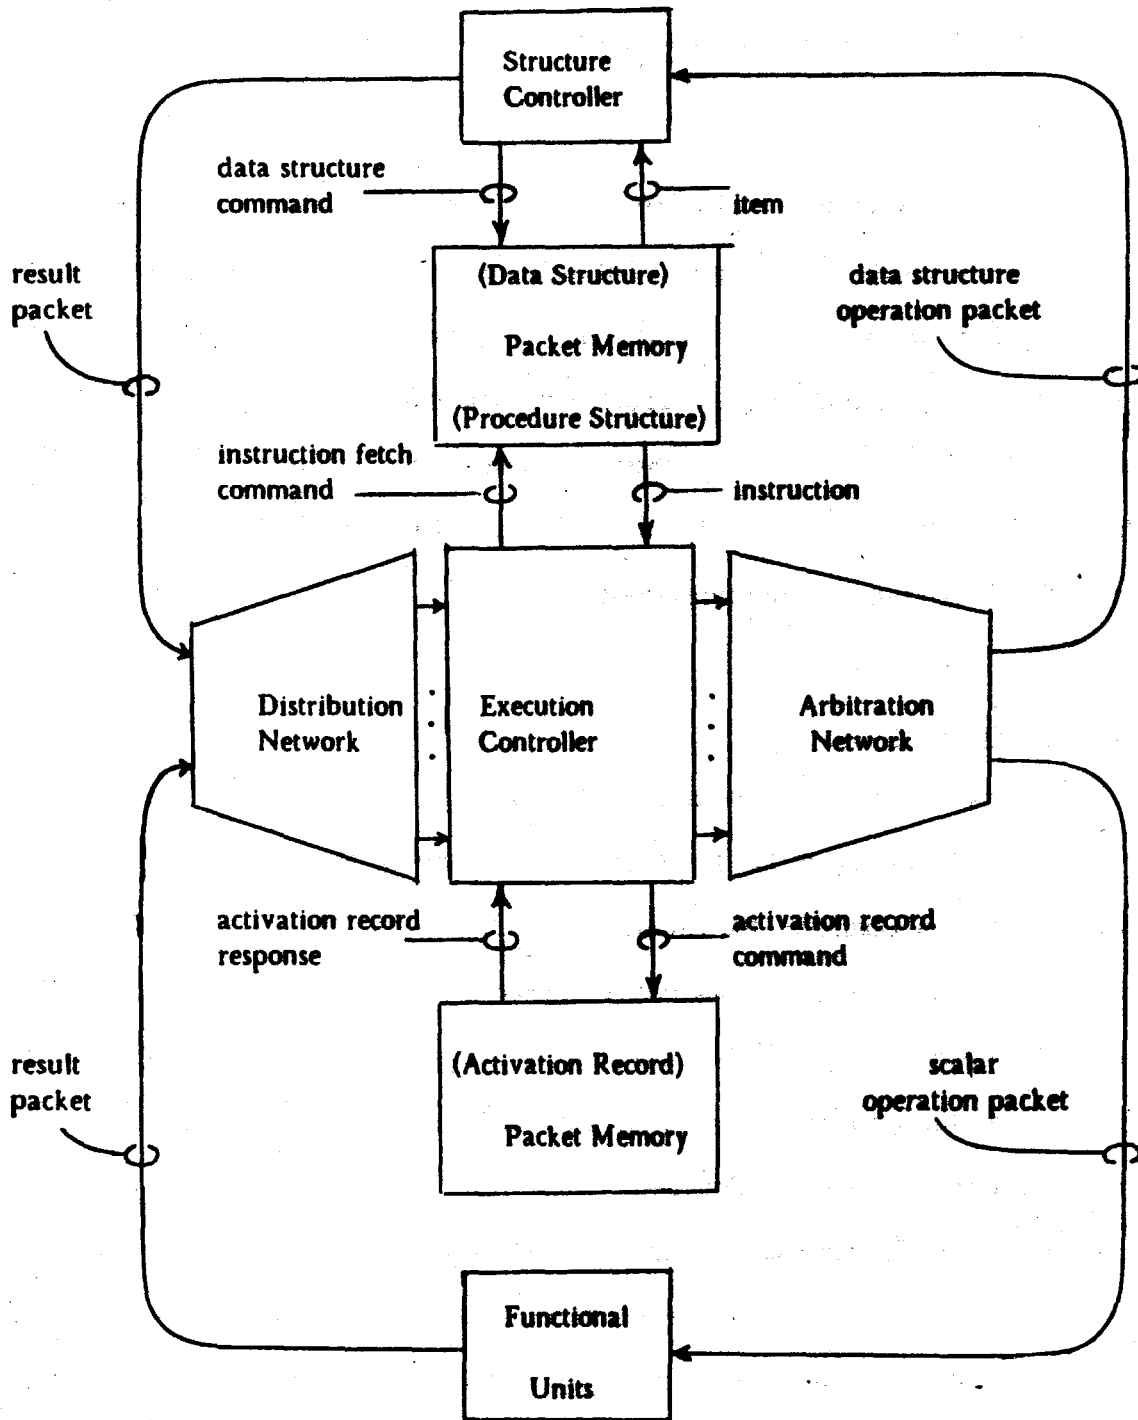 Structure
Controller
data structure
command
item
result
packet
(Data Structure)
Packet Memory
(Procedure Structure)
data structure
operation packet
instruction fetch
command
instruction
Distribution
Network
Execution
Controller
Arbitration
Network
activation record
response
activation record
command
result
packet
(Activation Record)
Packet Memory
scalar
operation packet
Functional
Units